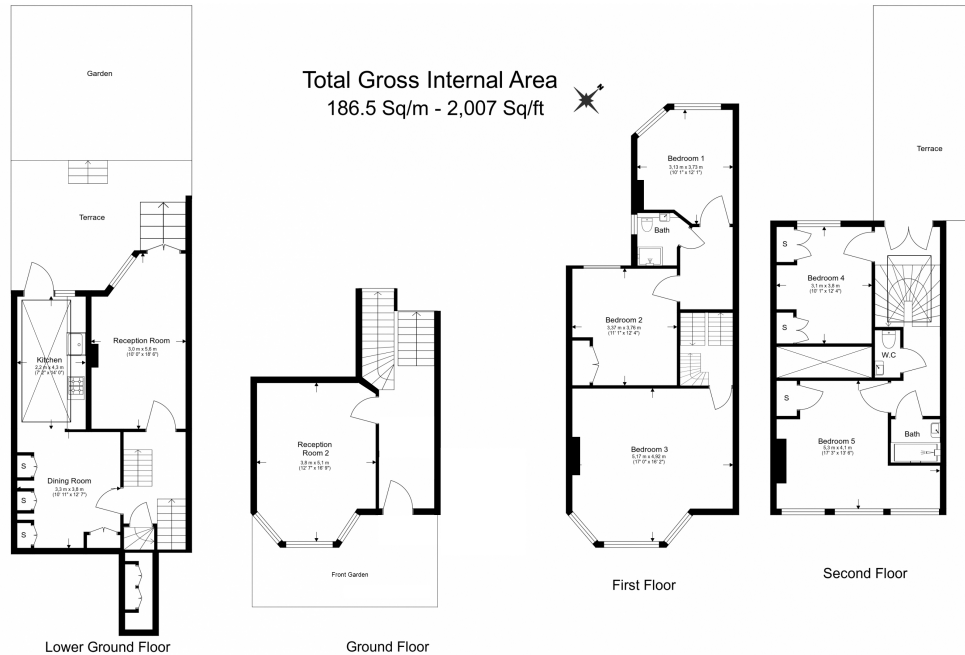 Total Gross Internal Area
186.5 Sq/m - 2,007 Sq/ft
N
Garden
Terrace
Kitchen
2,2 m x 4,3 m
(7' 2" x 14' 0")
Reception Room
3,0 m x 5,6 m
(10' 0" x 18' 6")
Dining Room
3,3 m x 3,8 m
(10' 11" x 12' 7")
S
S
S
Lower Ground Floor
Reception
Room 2
3,8 m x 5,1 m
(12' 7" x 16' 8")
Front Garden
Ground Floor
Bedroom 1
3,13 m x 3,73 m
(10' 1" x 12' 1")
Bath
Bedroom 2
3,37 m x 3,76 m
(11' 1" x 12' 4")
Bedroom 3
5,17 m x 4,92 m
(17' 0" x 16' 2")
First Floor
Terrace
S
Bedroom 4
3,1 m x 3,8 m
(10' 1" x 12' 4")
S
W.C
S
Bath
Bedroom 5
5,3 m x 4,1 m
(17' 3" x 13' 6")
Second Floor